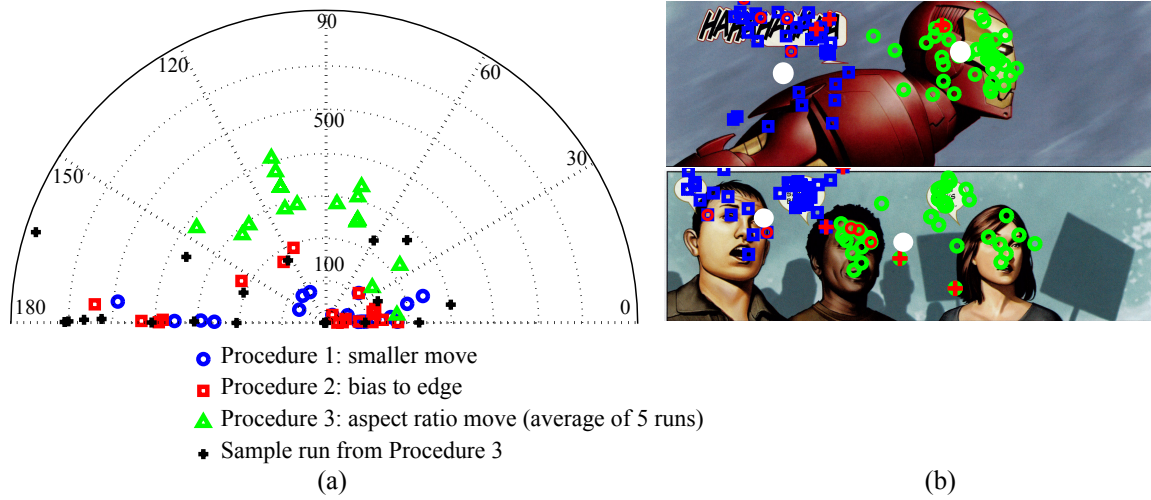 90
120
60
500
150
30
100
180
0
Procedure 1: smaller move
Procedure 2: bias to edge
Procedure 3: aspect ratio move (average of 5 runs)
Sample run from Procedure 3
(a)
(b)